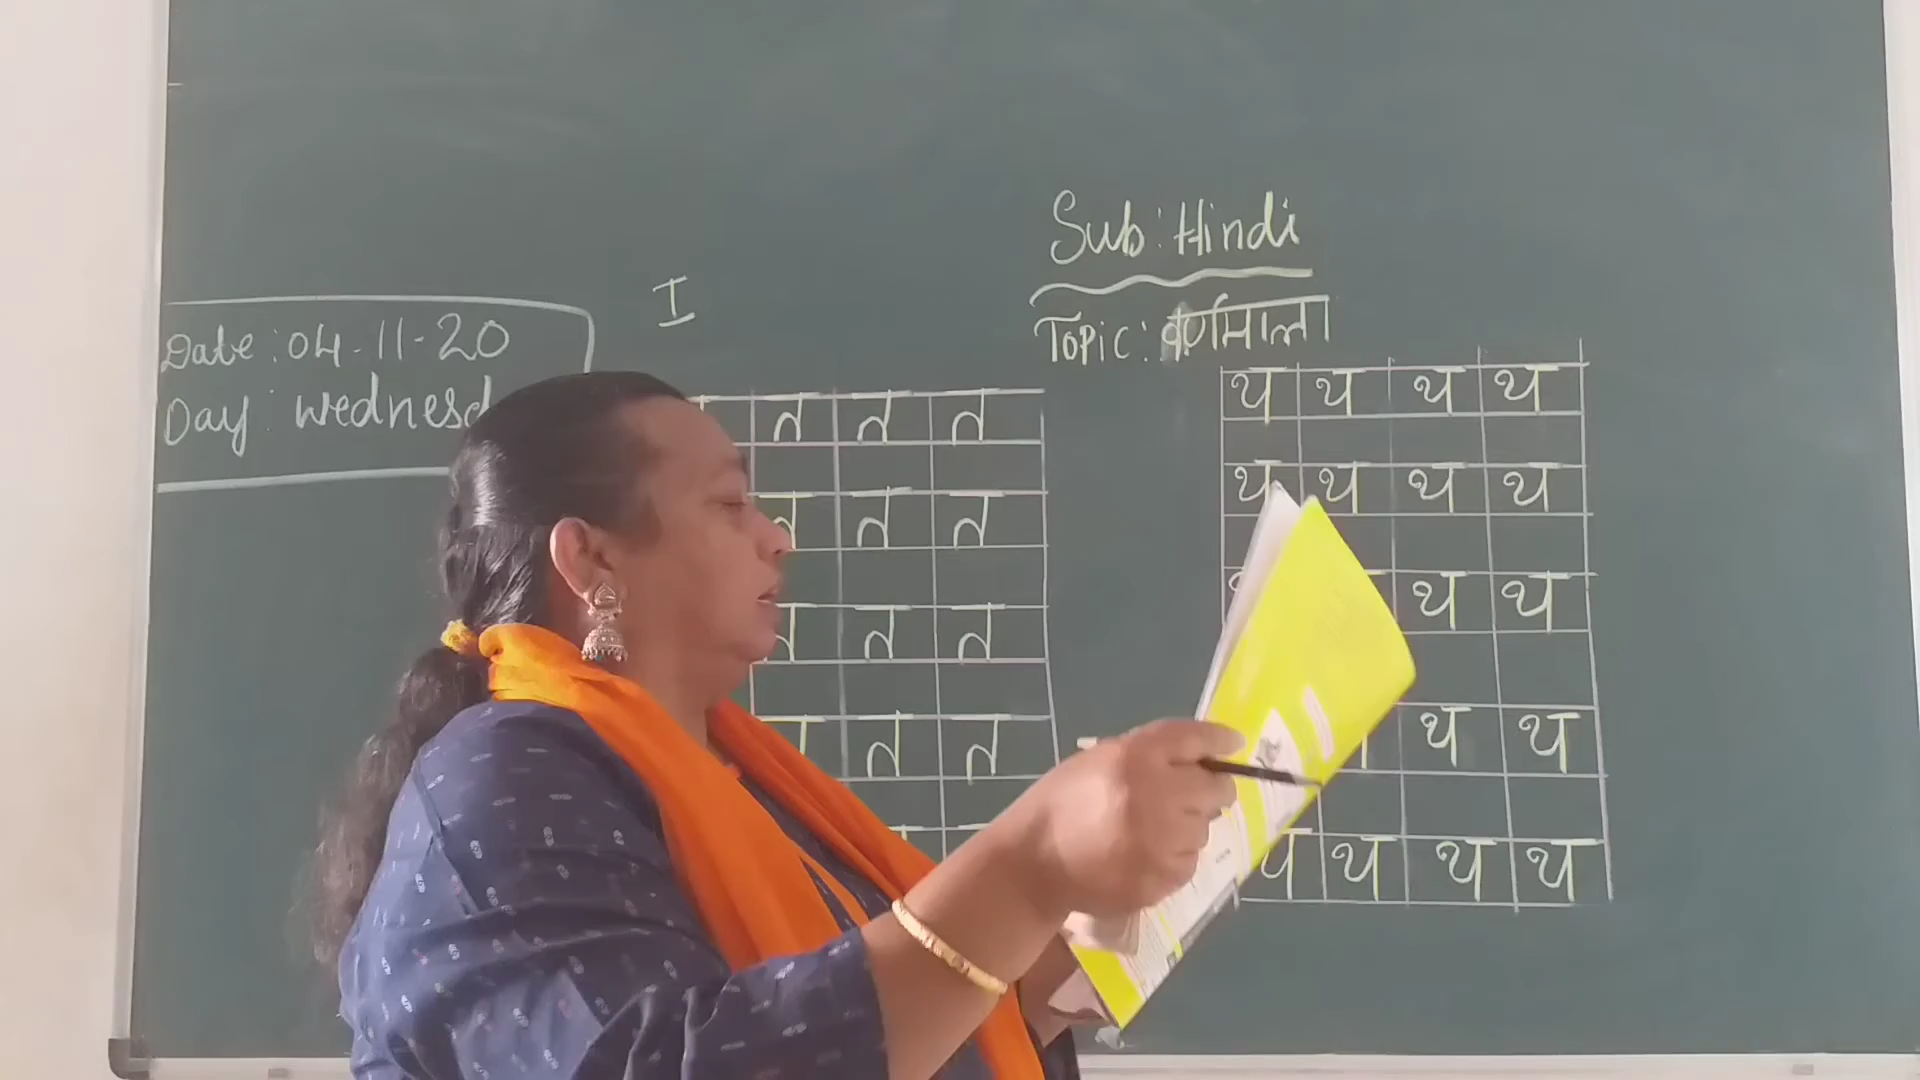 Sub: Hindi
I
Topic: वर्णमाला
Date: 04-11-20
Day: Wednesd
त त त
थ थ थ थ
त त त
थ थ थ थ
त त त
थ थ
त त त
थ थ
थ थ थ थ